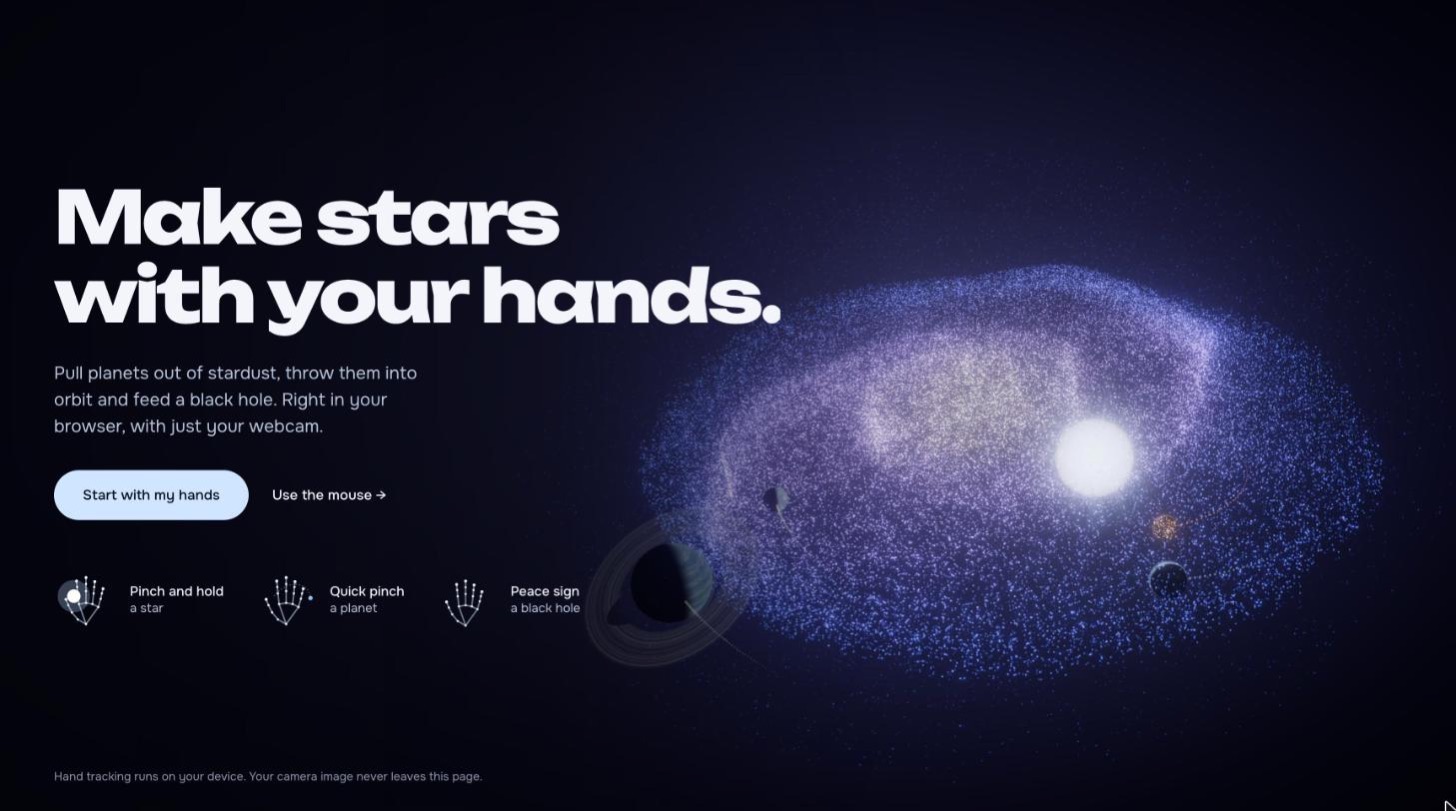 Make stars
with your hands.
Pull planets out of stardust, throw them into
orbit and feed a black hole. Right in your
browser, with just your webcam.
Start with my hands
Use the mouse →
Pinch and hold
a star
Quick pinch
a planet
Peace sign
a black hole
Hand tracking runs on your device. Your camera image never leaves this page.